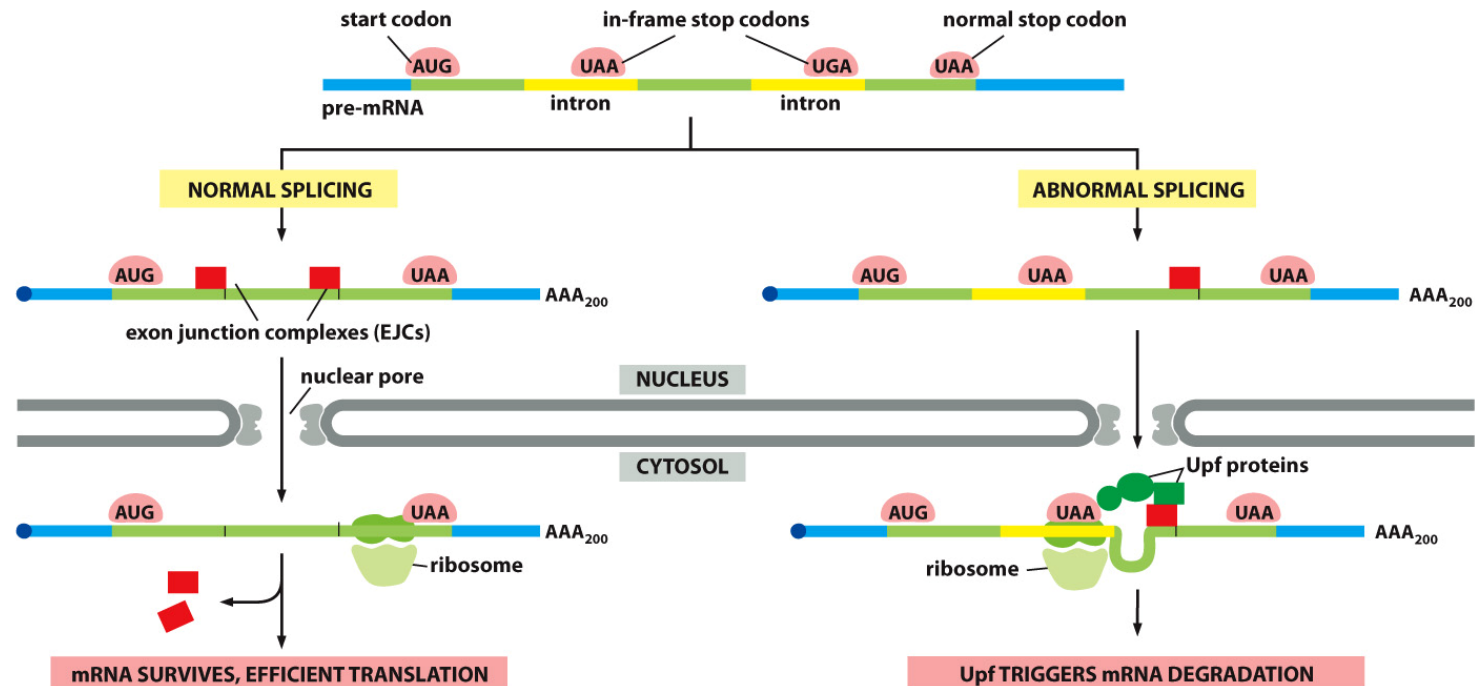 start codon
in-frame stop codons
normal stop codon
AUG
UAA
UGA
UAA
pre-mRNA
intron
intron
NORMAL SPLICING
ABNORMAL SPLICING
AUG
UAA
AAA200
exon junction complexes (EJCs)
AUG
UAA
UAA
AAA200
nuclear pore
NUCLEUS
CYTOSOL
Upf proteins
AUG
UAA
AAA200
ribosome
AUG
UAA
UAA
AAA200
ribosome
mRNA SURVIVES, EFFICIENT TRANSLATION
Upf TRIGGERS mRNA DEGRADATION